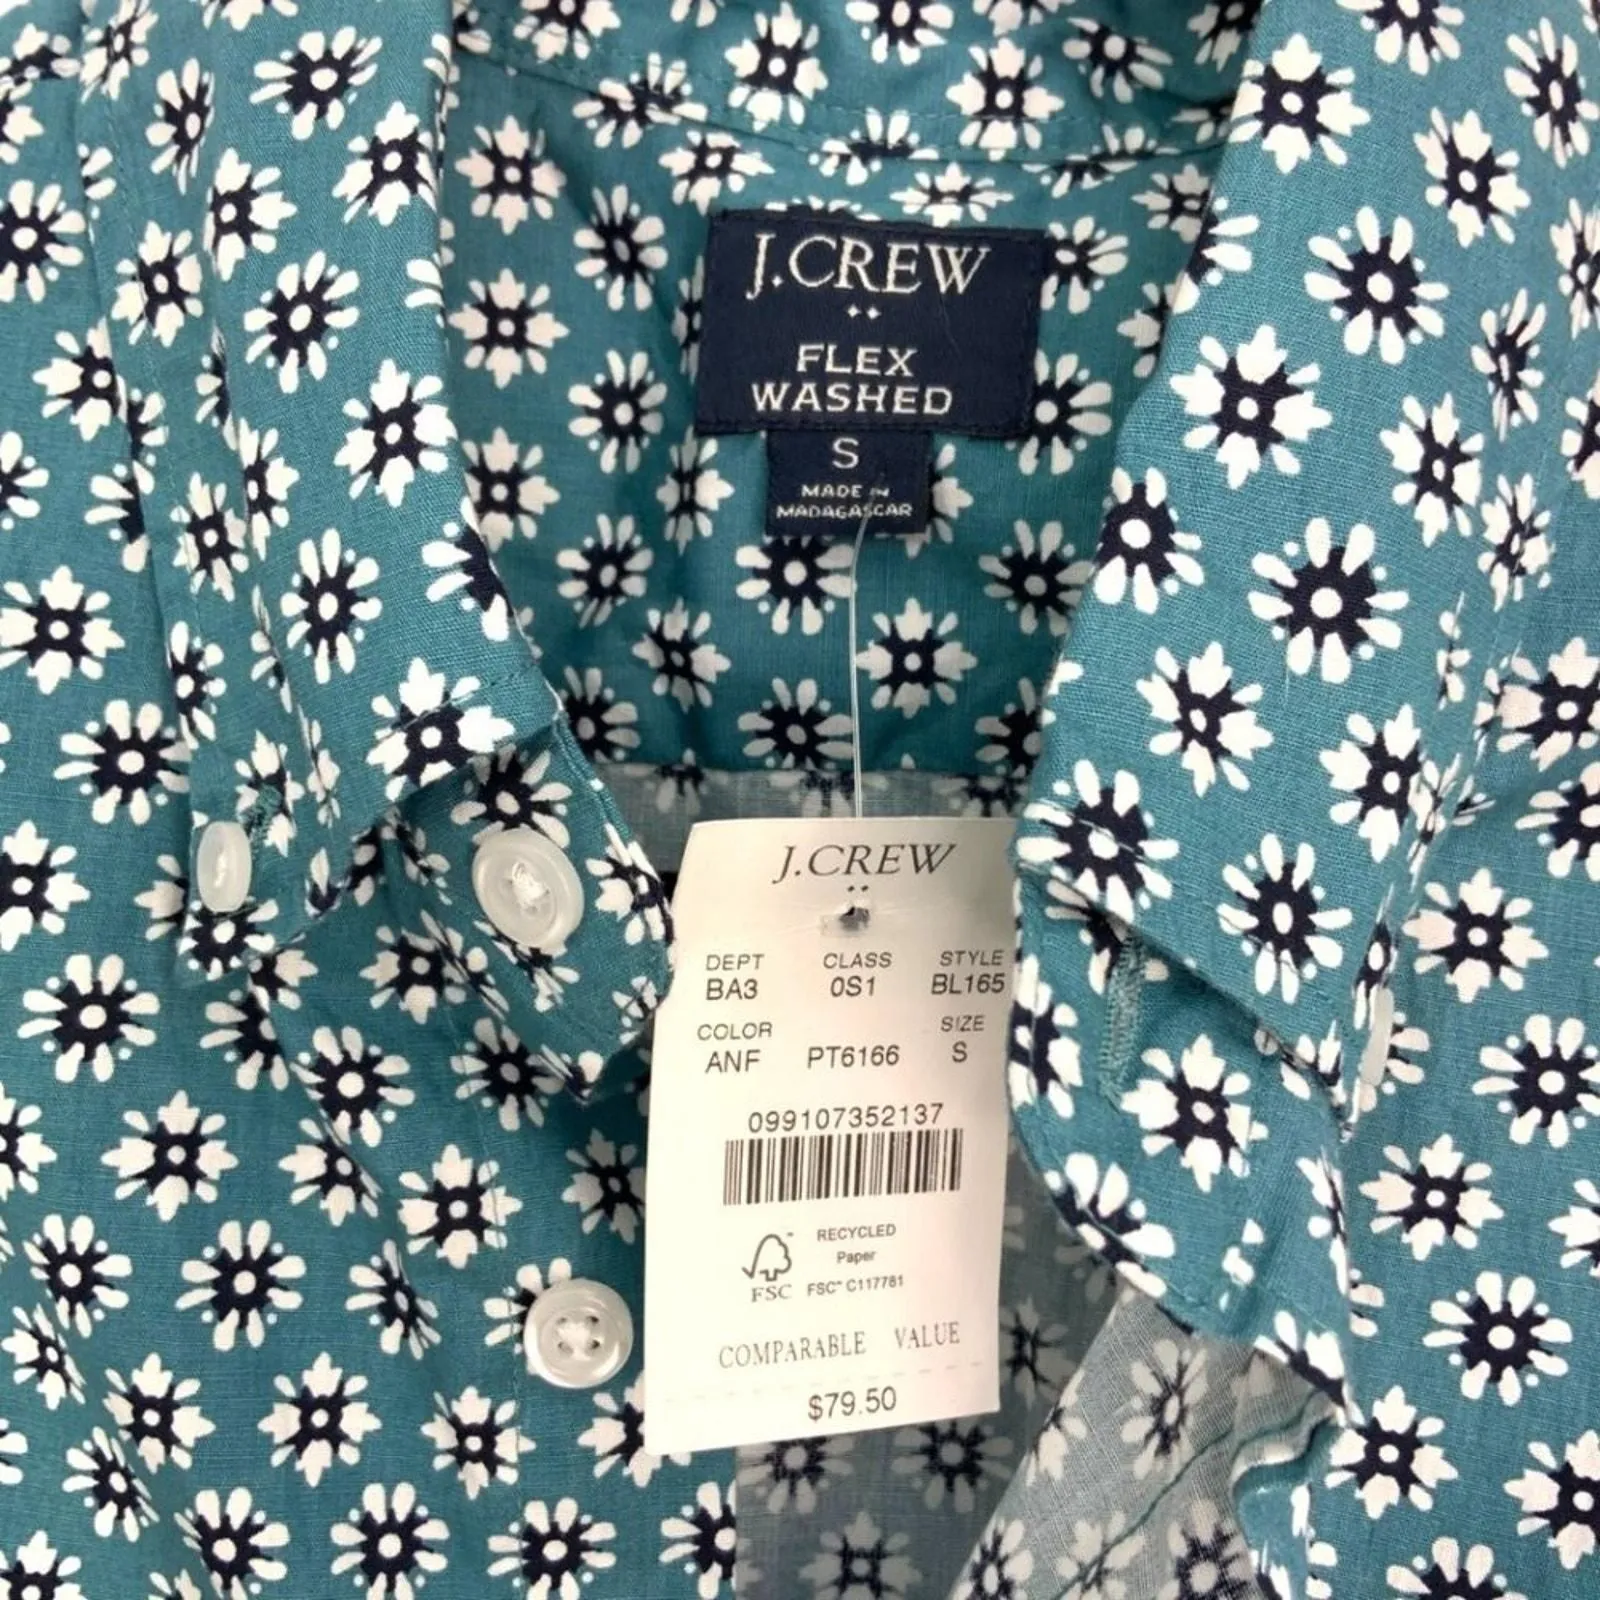 J.CREW
FLEX
WASHED
S
MADE IN
MADAGASCAR
J.CREW
DEPT CLASS STYLE
BA3 0S1 BL165
COLOR SIZE
ANF PT6166 S
099107352137
RECYCLED
Paper
FSC™ C117781
FSC
COMPARABLE VALUE
$79.50